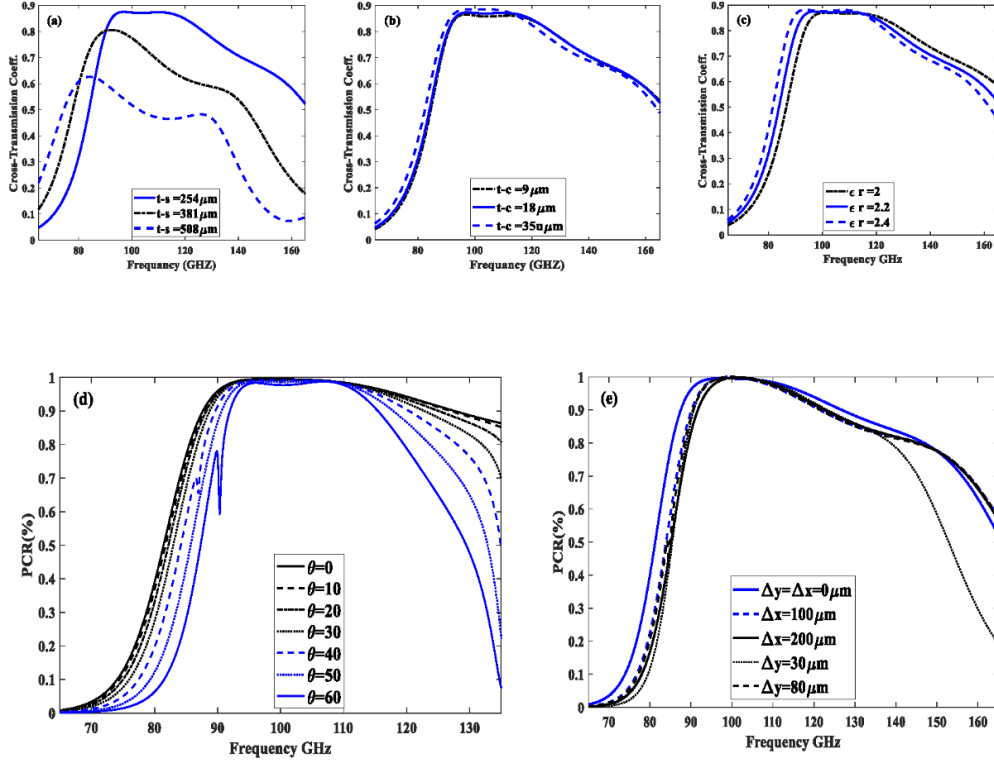 (a)
Cross-Transmission Coeff.
0.9
0.8
0.7
0.6
0.5
0.4
0.3
0.2
0.1
0
t-s =254μm
t-s =381μm
t-s =508μm
80 100 120 140 160
Frequancy (GHZ)
(b)
Cross-Transmission Coeff.
0.9
0.8
0.7
0.6
0.5
0.4
0.3
0.2
0.1
0
t-c =9μm
t-c =18μm
t-c =35uμm
80 100 120 140 160
Frequancy (GHZ)
(c)
Cross-Transmission Coeff.
0.9
0.8
0.7
0.6
0.5
0.4
0.3
0.2
0.1
0
ϵ r =2
ϵ r =2.2
ϵ r =2.4
80 100 120 140 160
Frequency GHz
(d)
PCR(%)
1
0.9
0.8
0.7
0.6
0.5
0.4
0.3
0.2
0.1
0
θ=0
θ=10
θ=20
θ=30
θ=40
θ=50
θ=60
70 80 90 100 110 120 130
Frequency GHz
(e)
PCR(%)
1
0.9
0.8
0.7
0.6
0.5
0.4
0.3
0.2
0.1
0
Δy=Δx=0μm
Δx=100μm
Δx=200μm
Δy=30μm
Δy=80μm
70 80 90 100 110 120 130 140 150 160
Frequency GHz